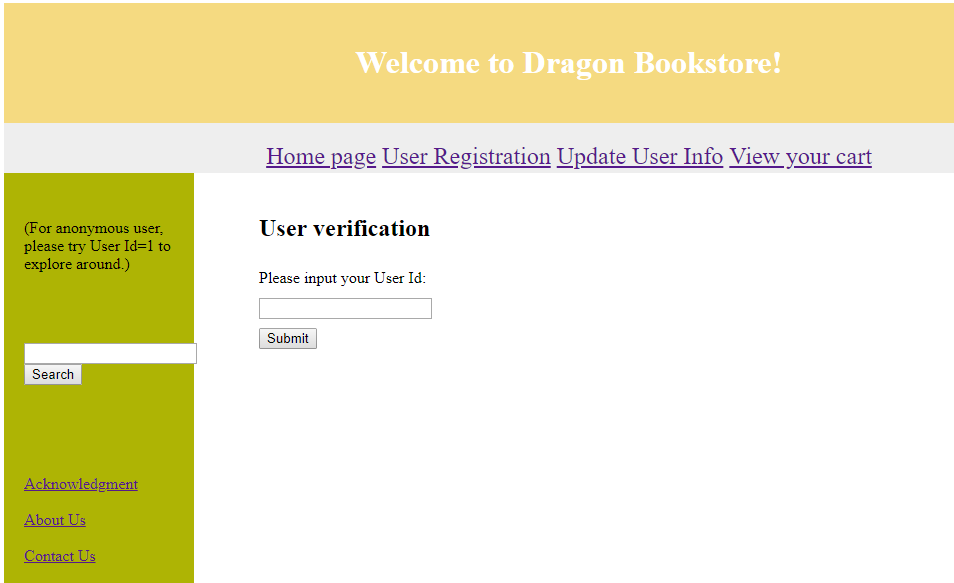 Welcome to Dragon Bookstore!
Home page User Registration Update User Info View your cart
(For anonymous user,
please try User Id=1 to
explore around.)
Search
Acknowledgment
About Us
Contact Us
User verification
Please input your User Id:
Submit